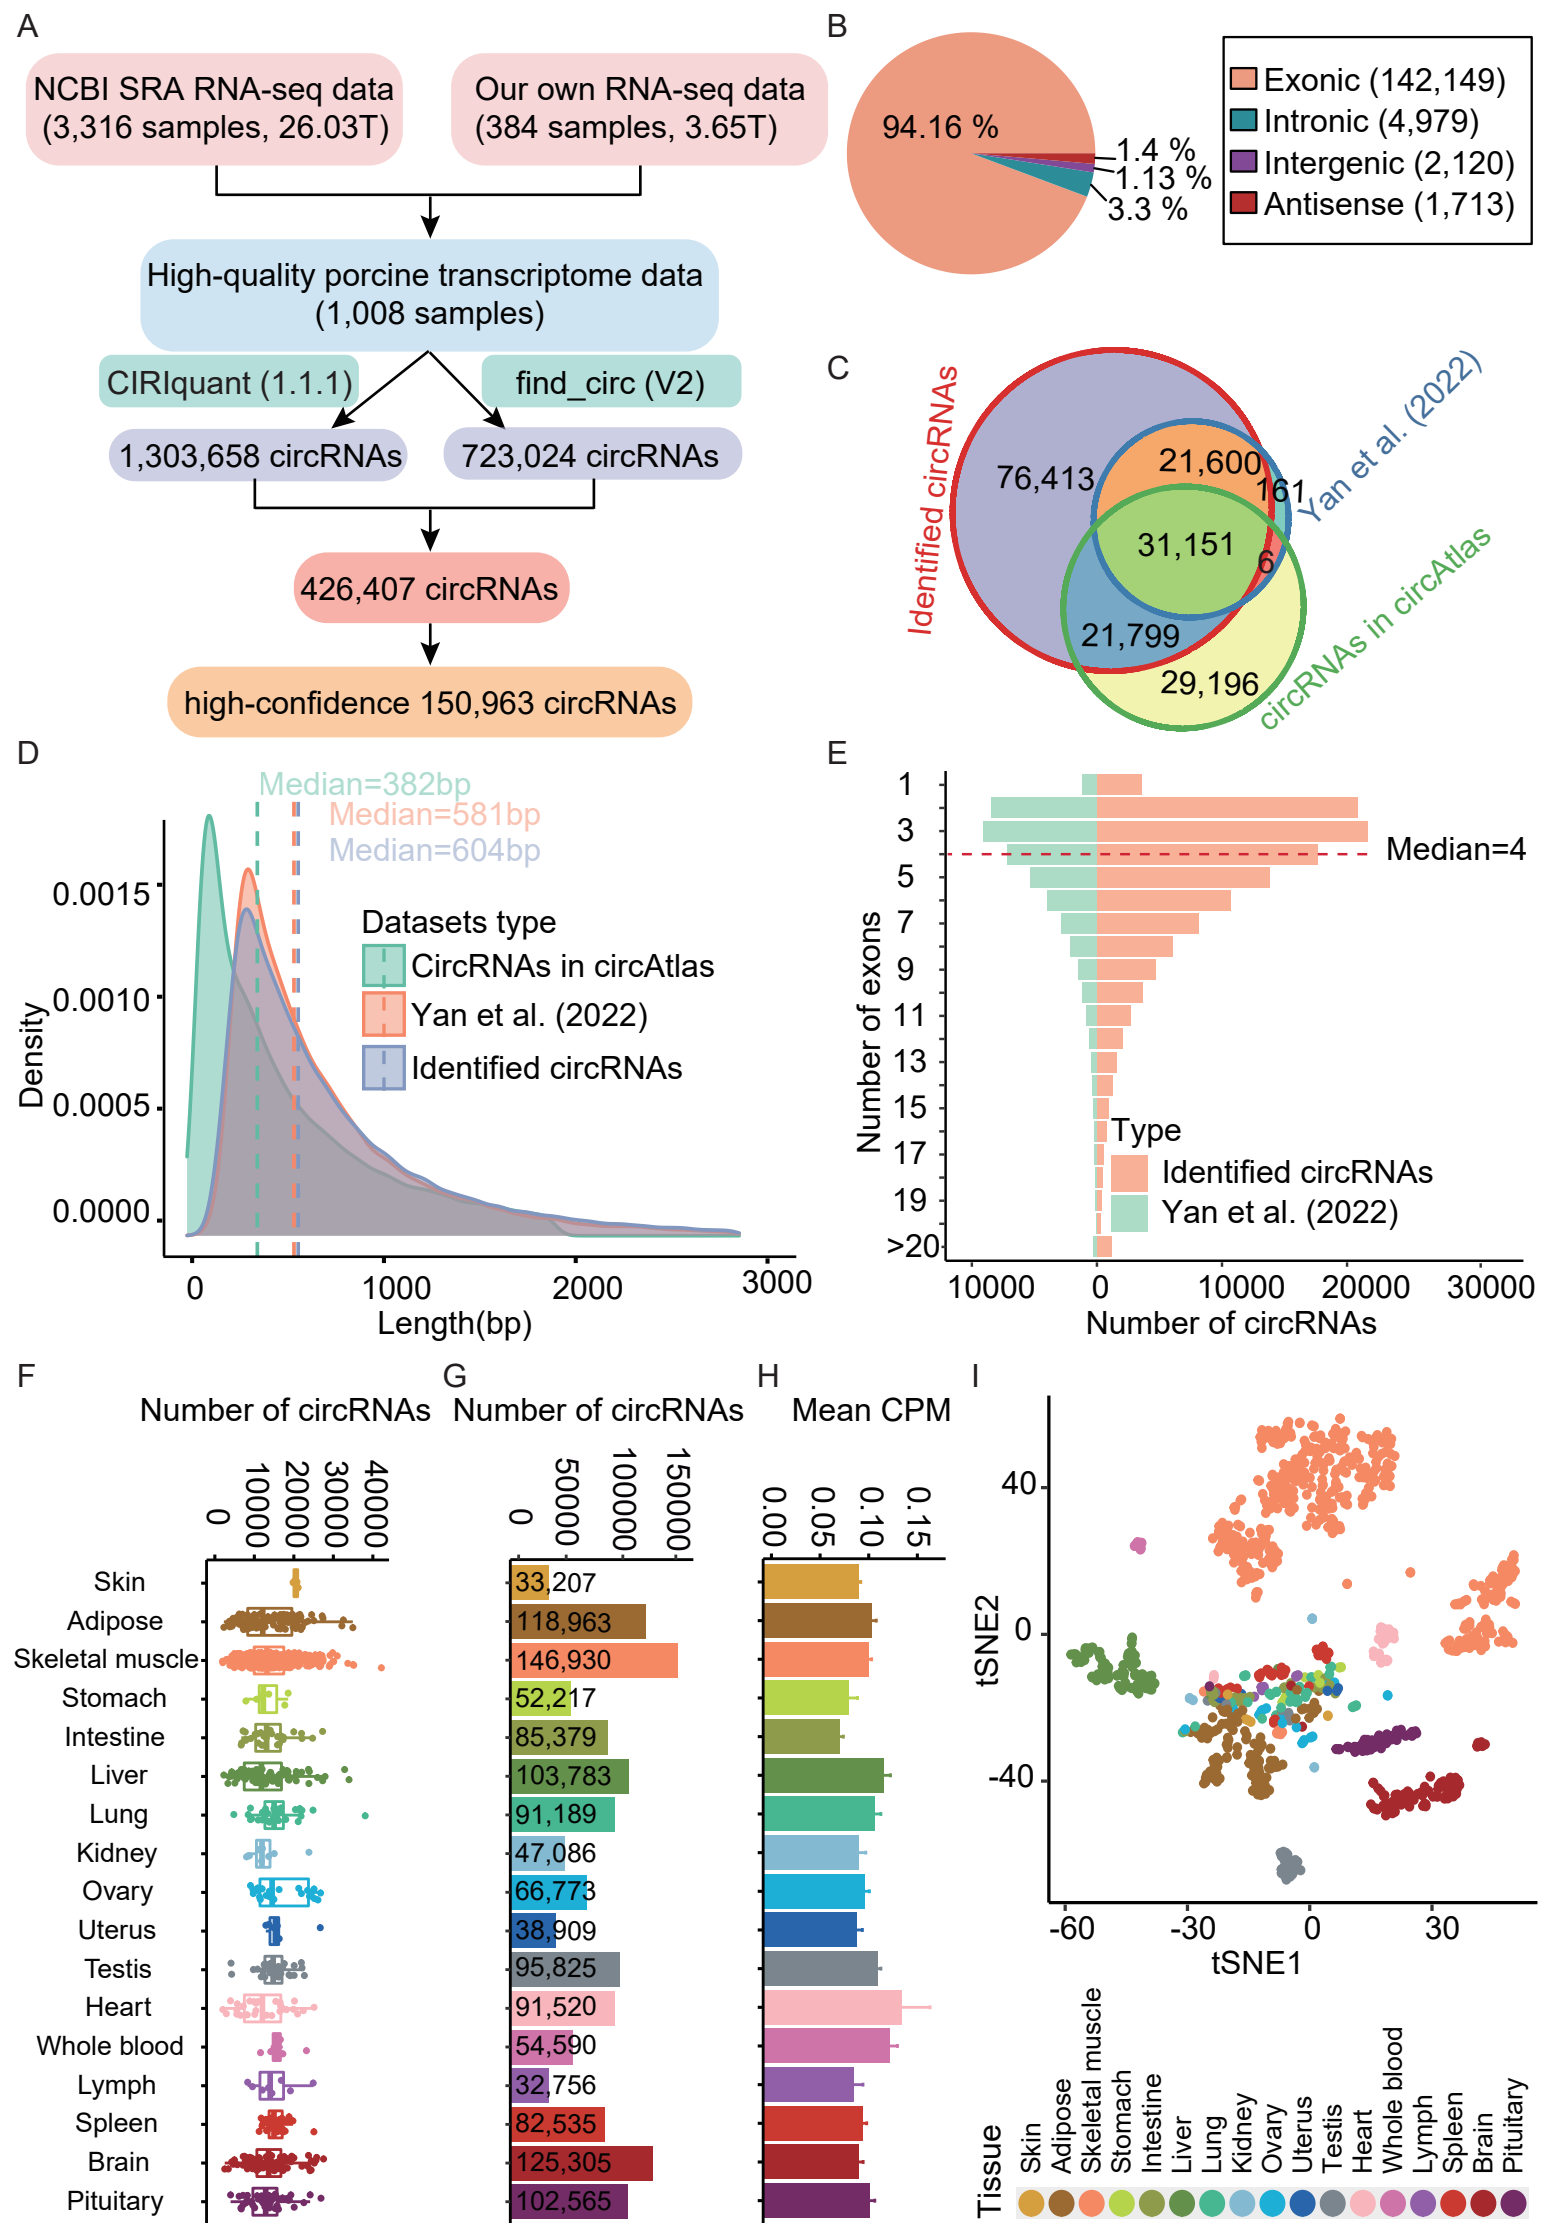 A
NCBI SRA RNA-seq data
(3,316 samples, 26.03T)
Our own RNA-seq data
(384 samples, 3.65T)
High-quality porcine transcriptome data
(1,008 samples)
CIRIquant (1.1.1)
find_circ (V2)
1,303,658 circRNAs
723,024 circRNAs
426,407 circRNAs
high-confidence 150,963 circRNAs
B
94.16 %
1.4 %
1.13 %
3.3 %
Exonic (142,149)
Intronic (4,979)
Intergenic (2,120)
Antisense (1,713)
C
Identified circRNAs
Yan et al. (2022)
circRNAs in circAtlas
76,413
21,600
161
31,151
6
21,799
29,196
D
Median=382bp
Median=581bp
Median=604bp
Datasets type
CircRNAs in circAtlas
Yan et al. (2022)
Identified circRNAs
Density
0.0015
0.0010
0.0005
0.0000
0
1000
2000
3000
Length(bp)
E
Number of exons
1
3
5
7
9
11
13
15
17
19
>20
Median=4
Type
Identified circRNAs
Yan et al. (2022)
10000
0
10000
20000
30000
Number of circRNAs
F
Number of circRNAs
0
10000
20000
30000
40000
Skin
Adipose
Skeletal muscle
Stomach
Intestine
Liver
Lung
Kidney
Ovary
Uterus
Testis
Heart
Whole blood
Lymph
Spleen
Brain
Pituitary
G
Number of circRNAs
0
50000
100000
150000
33,207
118,963
146,930
52,217
85,379
103,783
91,189
47,086
66,773
38,909
95,825
91,520
54,590
32,756
82,535
125,305
102,565
H
Mean CPM
0.00
0.05
0.10
0.15
I
tSNE2
40
0
-40
-60
-30
0
30
tSNE1
Tissue
Skin
Adipose
Skeletal muscle
Stomach
Intestine
Liver
Lung
Kidney
Ovary
Uterus
Testis
Heart
Whole blood
Lymph
Spleen
Brain
Pituitary